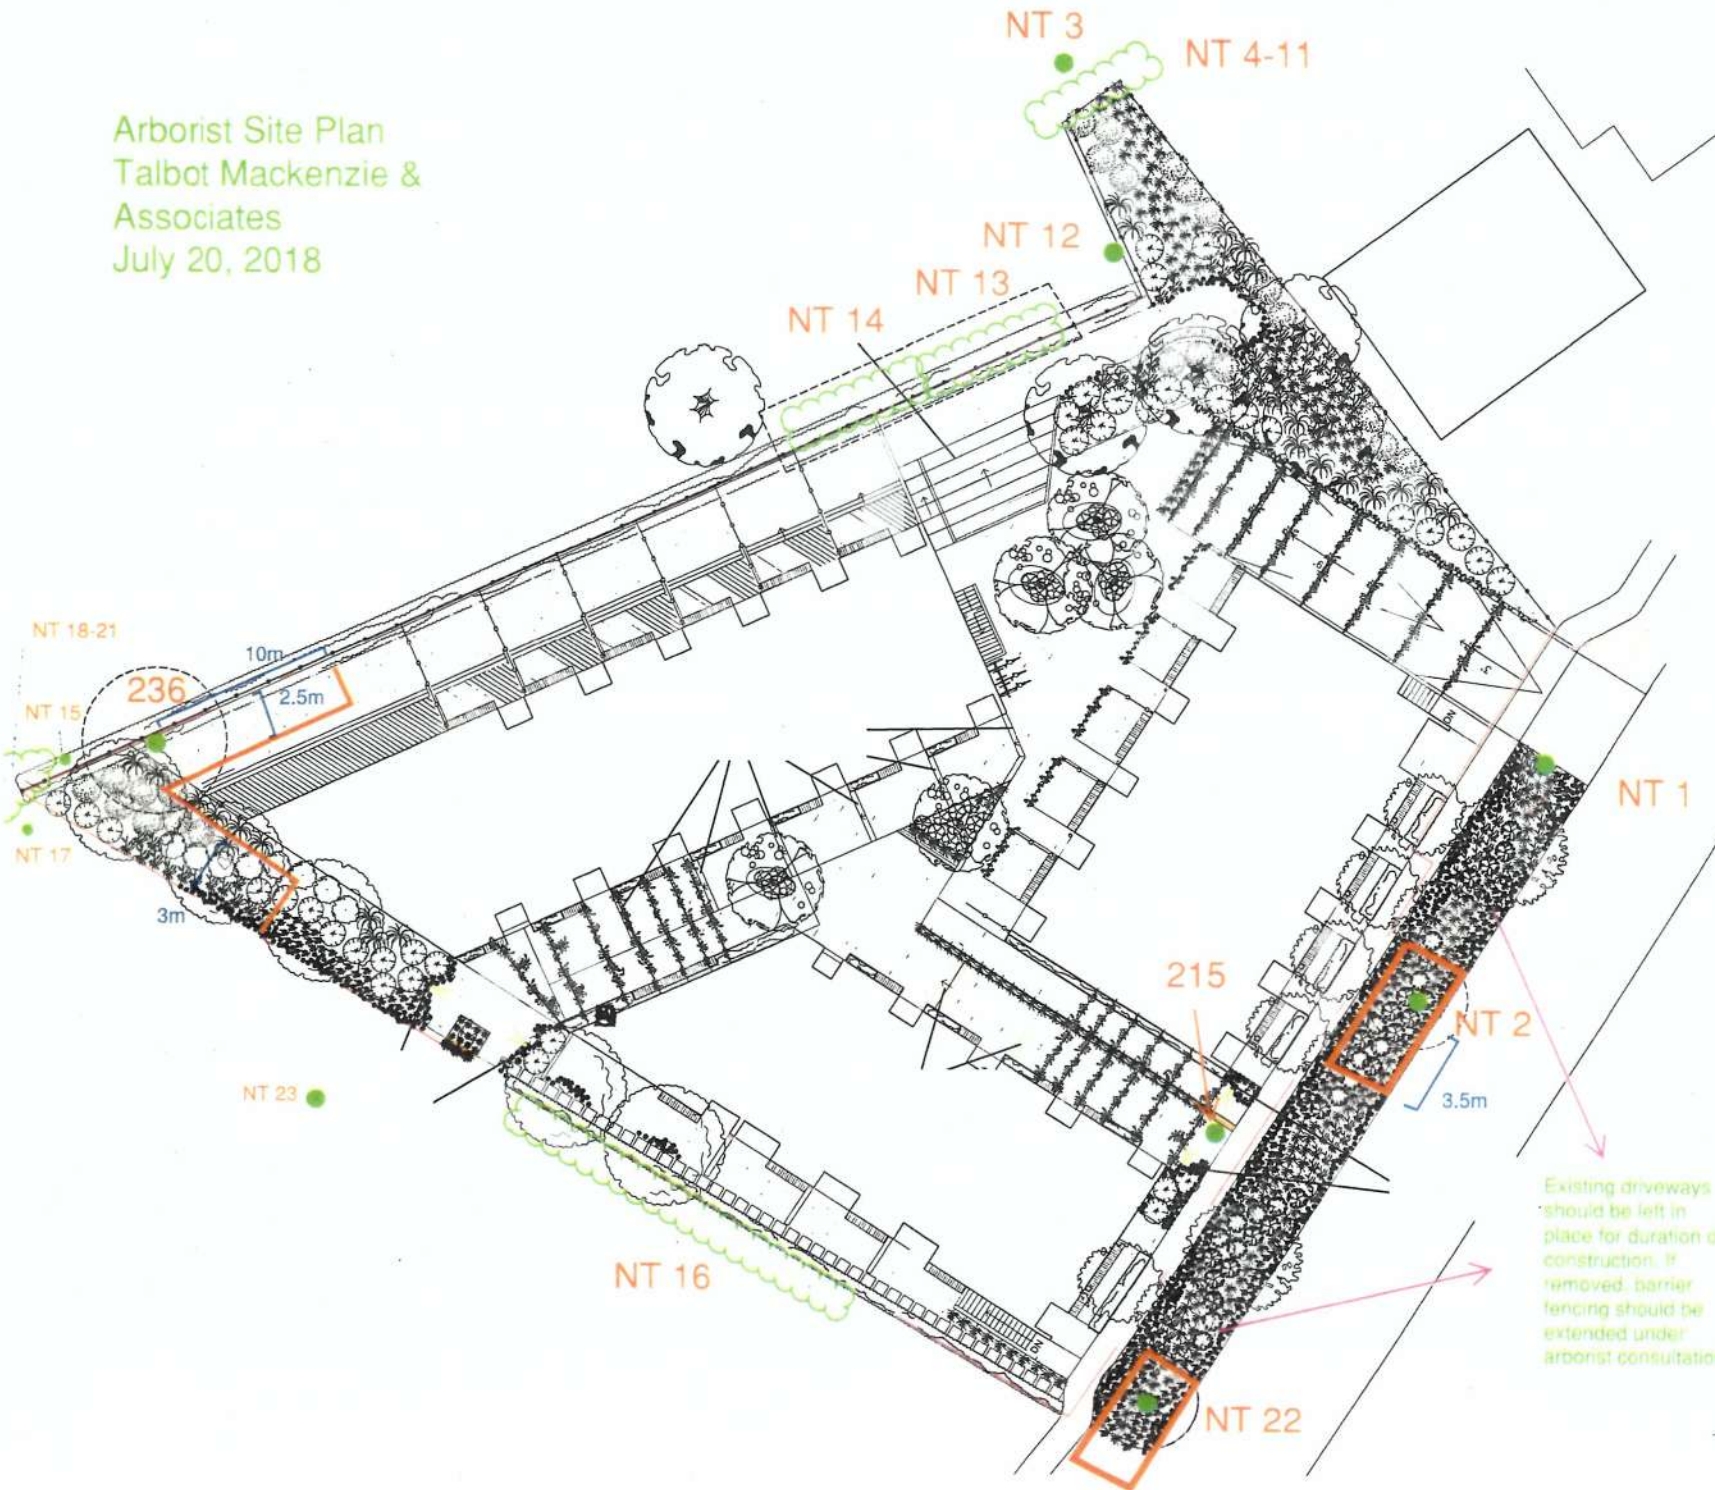 NT 3
NT 4-11
Arborist Site Plan
Talbot Mackenzie &
Associates
July 20, 2018
NT 12
NT 13
NT 14
NT 18-21
10m
236
2.5m
NT 15
NT 1
NT 17
3m
215
NT 2
NT 23
3.5m
DN
Existing driveways
should be left in
place for duration
construction. If
removed, barrier
fencing should be
extended under
arborist
NT 16
DN
NT 22